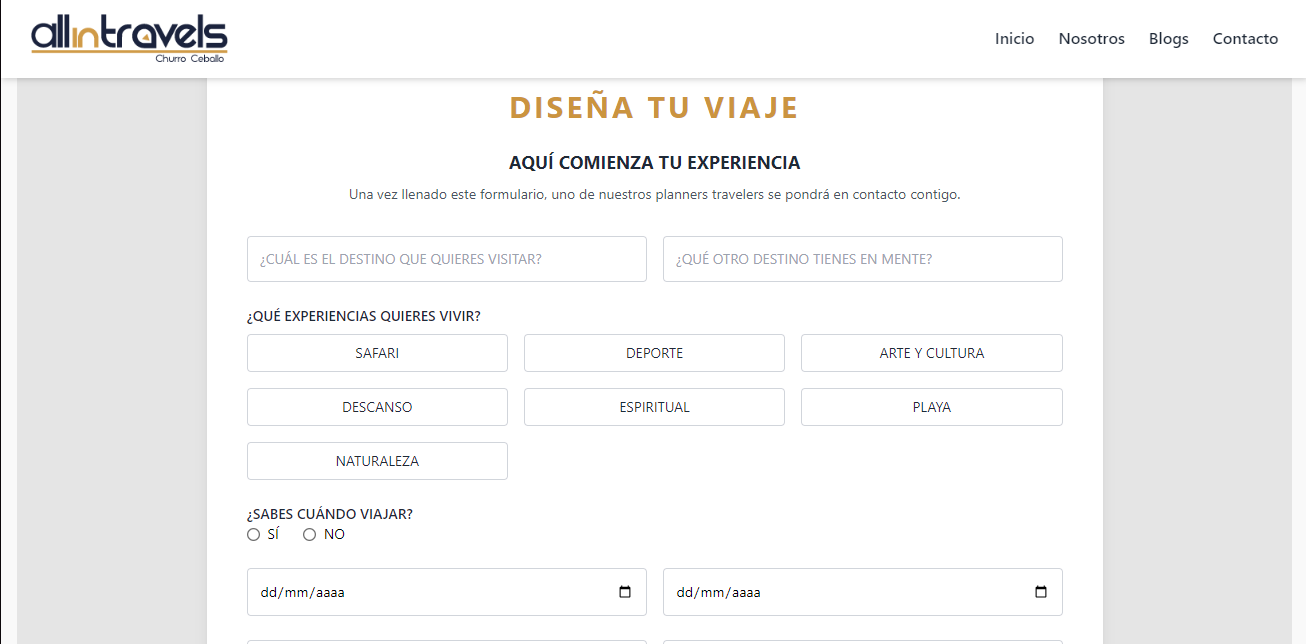 allintravels
Churro Ceballo
Inicio Nosotros Blogs Contacto
DISEÑA TU VIAJE
AQUÍ COMIENZA TU EXPERIENCIA
Una vez llenado este formulario, uno de nuestros planners travelers se pondrá en contacto contigo.
¿CUÁL ES EL DESTINO QUE QUIERES VISITAR? ¿QUÉ OTRO DESTINO TIENES EN MENTE?
¿QUÉ EXPERIENCIAS QUIERES VIVIR?
SAFARI DEPORTE ARTE Y CULTURA
DESCANSO ESPIRITUAL PLAYA
NATURALEZA
¿SABES CUÁNDO VIAJAR?
SÍ NO
dd/mm/aaaa dd/mm/aaaa